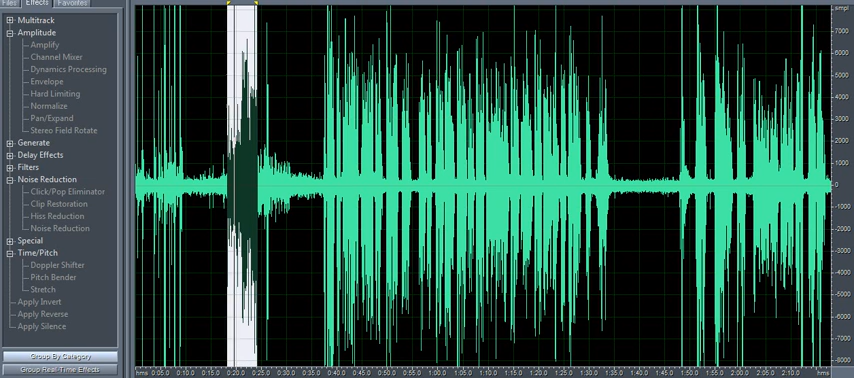 Files Effects Favorites
Multitrack
Amplitude
Amplify
Channel Mixer
Dynamics Processing
Envelope
Hard Limiting
Normalize
Pan/Expand
Stereo Field Rotate
Generate
Delay Effects
Filters
Noise Reduction
Click/Pop Eliminator
Clip Restoration
Hiss Reduction
Noise Reduction
Special
Time/Pitch
Doppler Shifter
Pitch Bender
Stretch
Apply Invert
Apply Reverse
Apply Silence
Group By Category
Group Real-Time Effects
smpl
7000
6000
5000
4000
3000
2000
1000
0
-1000
-2000
-3000
-4000
-5000
-6000
-7000
-8000
hms 0:05.0 0:10.0 0:15.0 0:20.0 0:25.0 0:30.0 0:35.0 0:40.0 0:45.0 0:50.0 0:55.0 1:00.0 1:05.0 1:10.0 1:15.0 1:20.0 1:25.0 1:30.0 1:35.0 1:40.0 1:45.0 1:50.0 1:55.0 2:00.0 2:05.0 2:10.0 hms